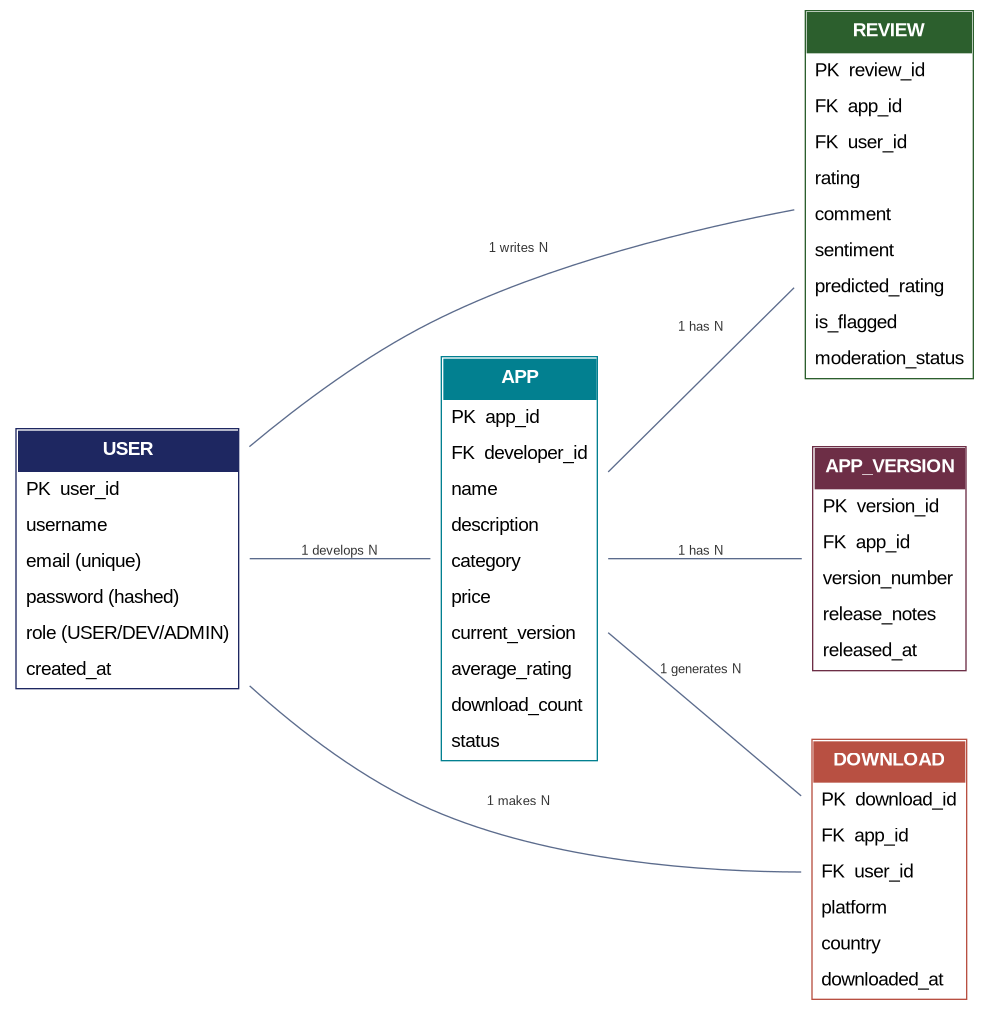 REVIEW
PK review_id
FK app_id
FK user_id
rating
comment
sentiment
predicted_rating
is_flagged
moderation_status
1 writes N
1 has N
APP
PK app_id
FK developer_id
name
description
category
price
current_version
average_rating
download_count
status
USER
PK user_id
username
email (unique)
password (hashed)
role (USER/DEV/ADMIN)
created_at
1 develops N
1 has N
APP_VERSION
PK version_id
FK app_id
version_number
release_notes
released_at
1 generates N
1 makes N
DOWNLOAD
PK download_id
FK app_id
FK user_id
platform
country
downloaded_at